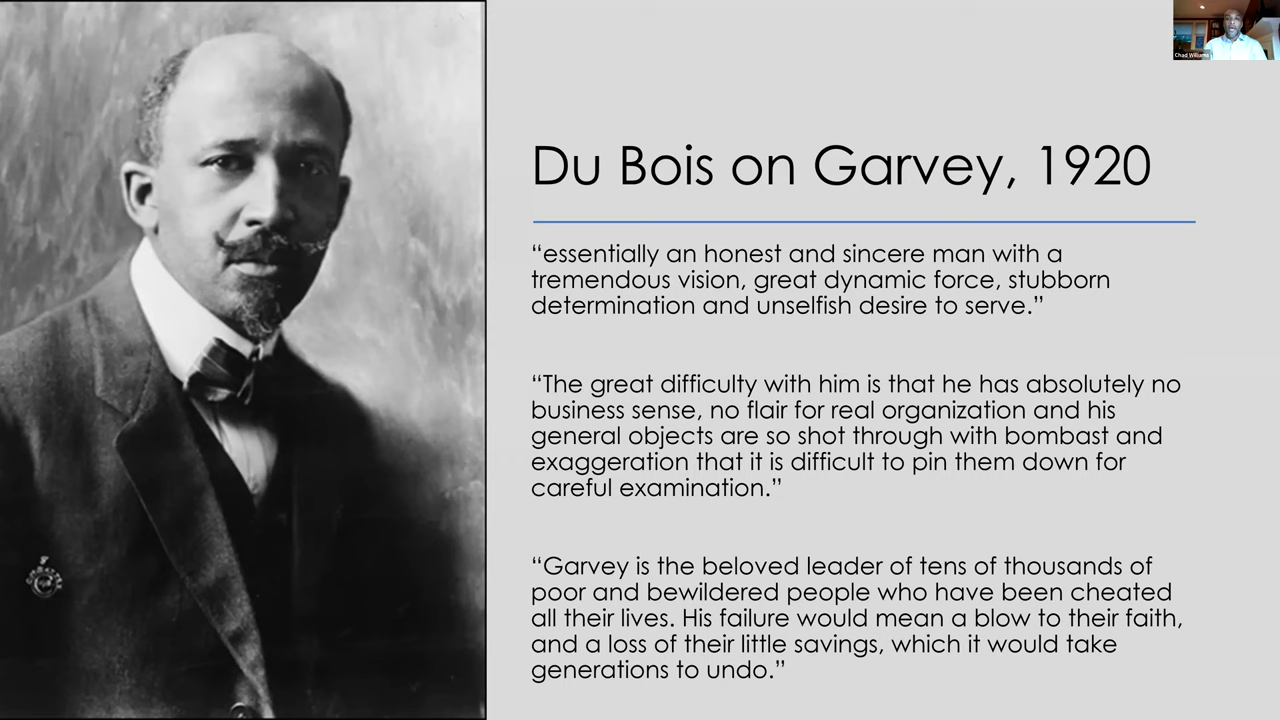 Chad Williams
Du Bois on Garvey, 1920
“essentially an honest and sincere man with a
tremendous vision, great dynamic force, stubborn
determination and unselfish desire to serve.”
“The great difficulty with him is that he has absolutely no
business sense, no flair for real organization and his
general objects are so shot through with bombast and
exaggeration that it is difficult to pin them down for
careful examination.”
“Garvey is the beloved leader of tens of thousands of
poor and bewildered people who have been cheated
all their lives. His failure would mean a blow to their faith,
and a loss of their little savings, which it would take
generations to undo.”